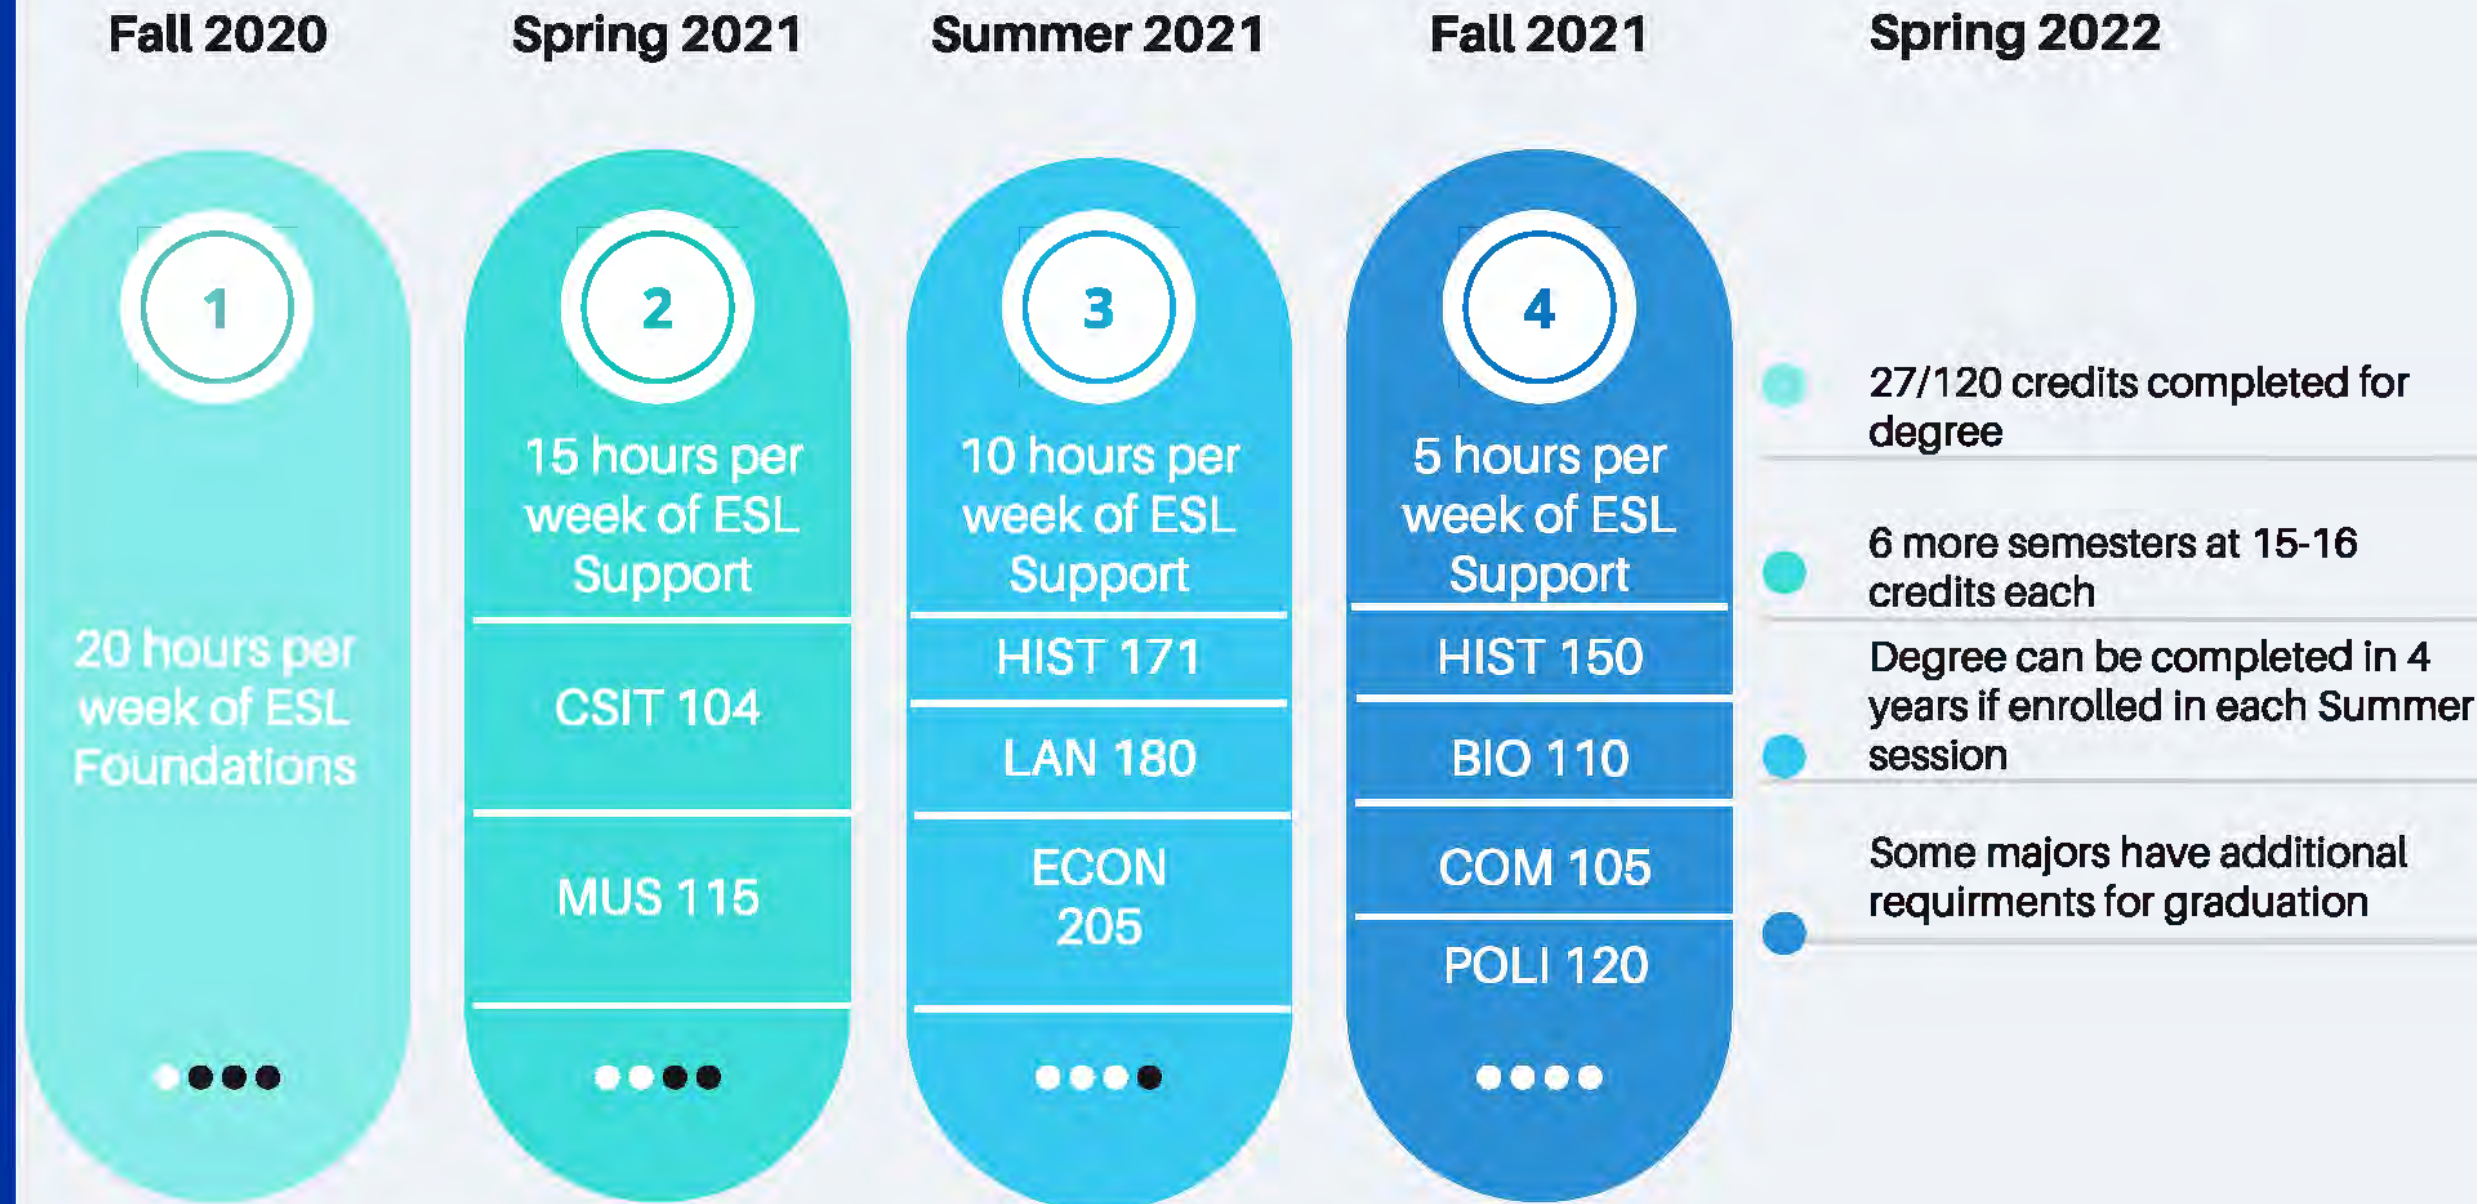 Fall 2020
Spring 2021
Summer 2021
Fall 2021
Spring 2022
1
20 hours per
week of ESL
Foundations
2
15 hours per
week of ESL
Support
CSIT 104
MUS 115
3
10 hours per
week of ESL
Support
HIST 171
LAN 180
ECON
205
4
5 hours per
week of ESL
Support
HIST 150
BIO 110
COM 105
POLI 120
27/120 credits completed for
degree
6 more semesters at 15-16
credits each
Degree can be completed in 4
years if enrolled in each Summer
session
Some majors have additional
requirments for graduation